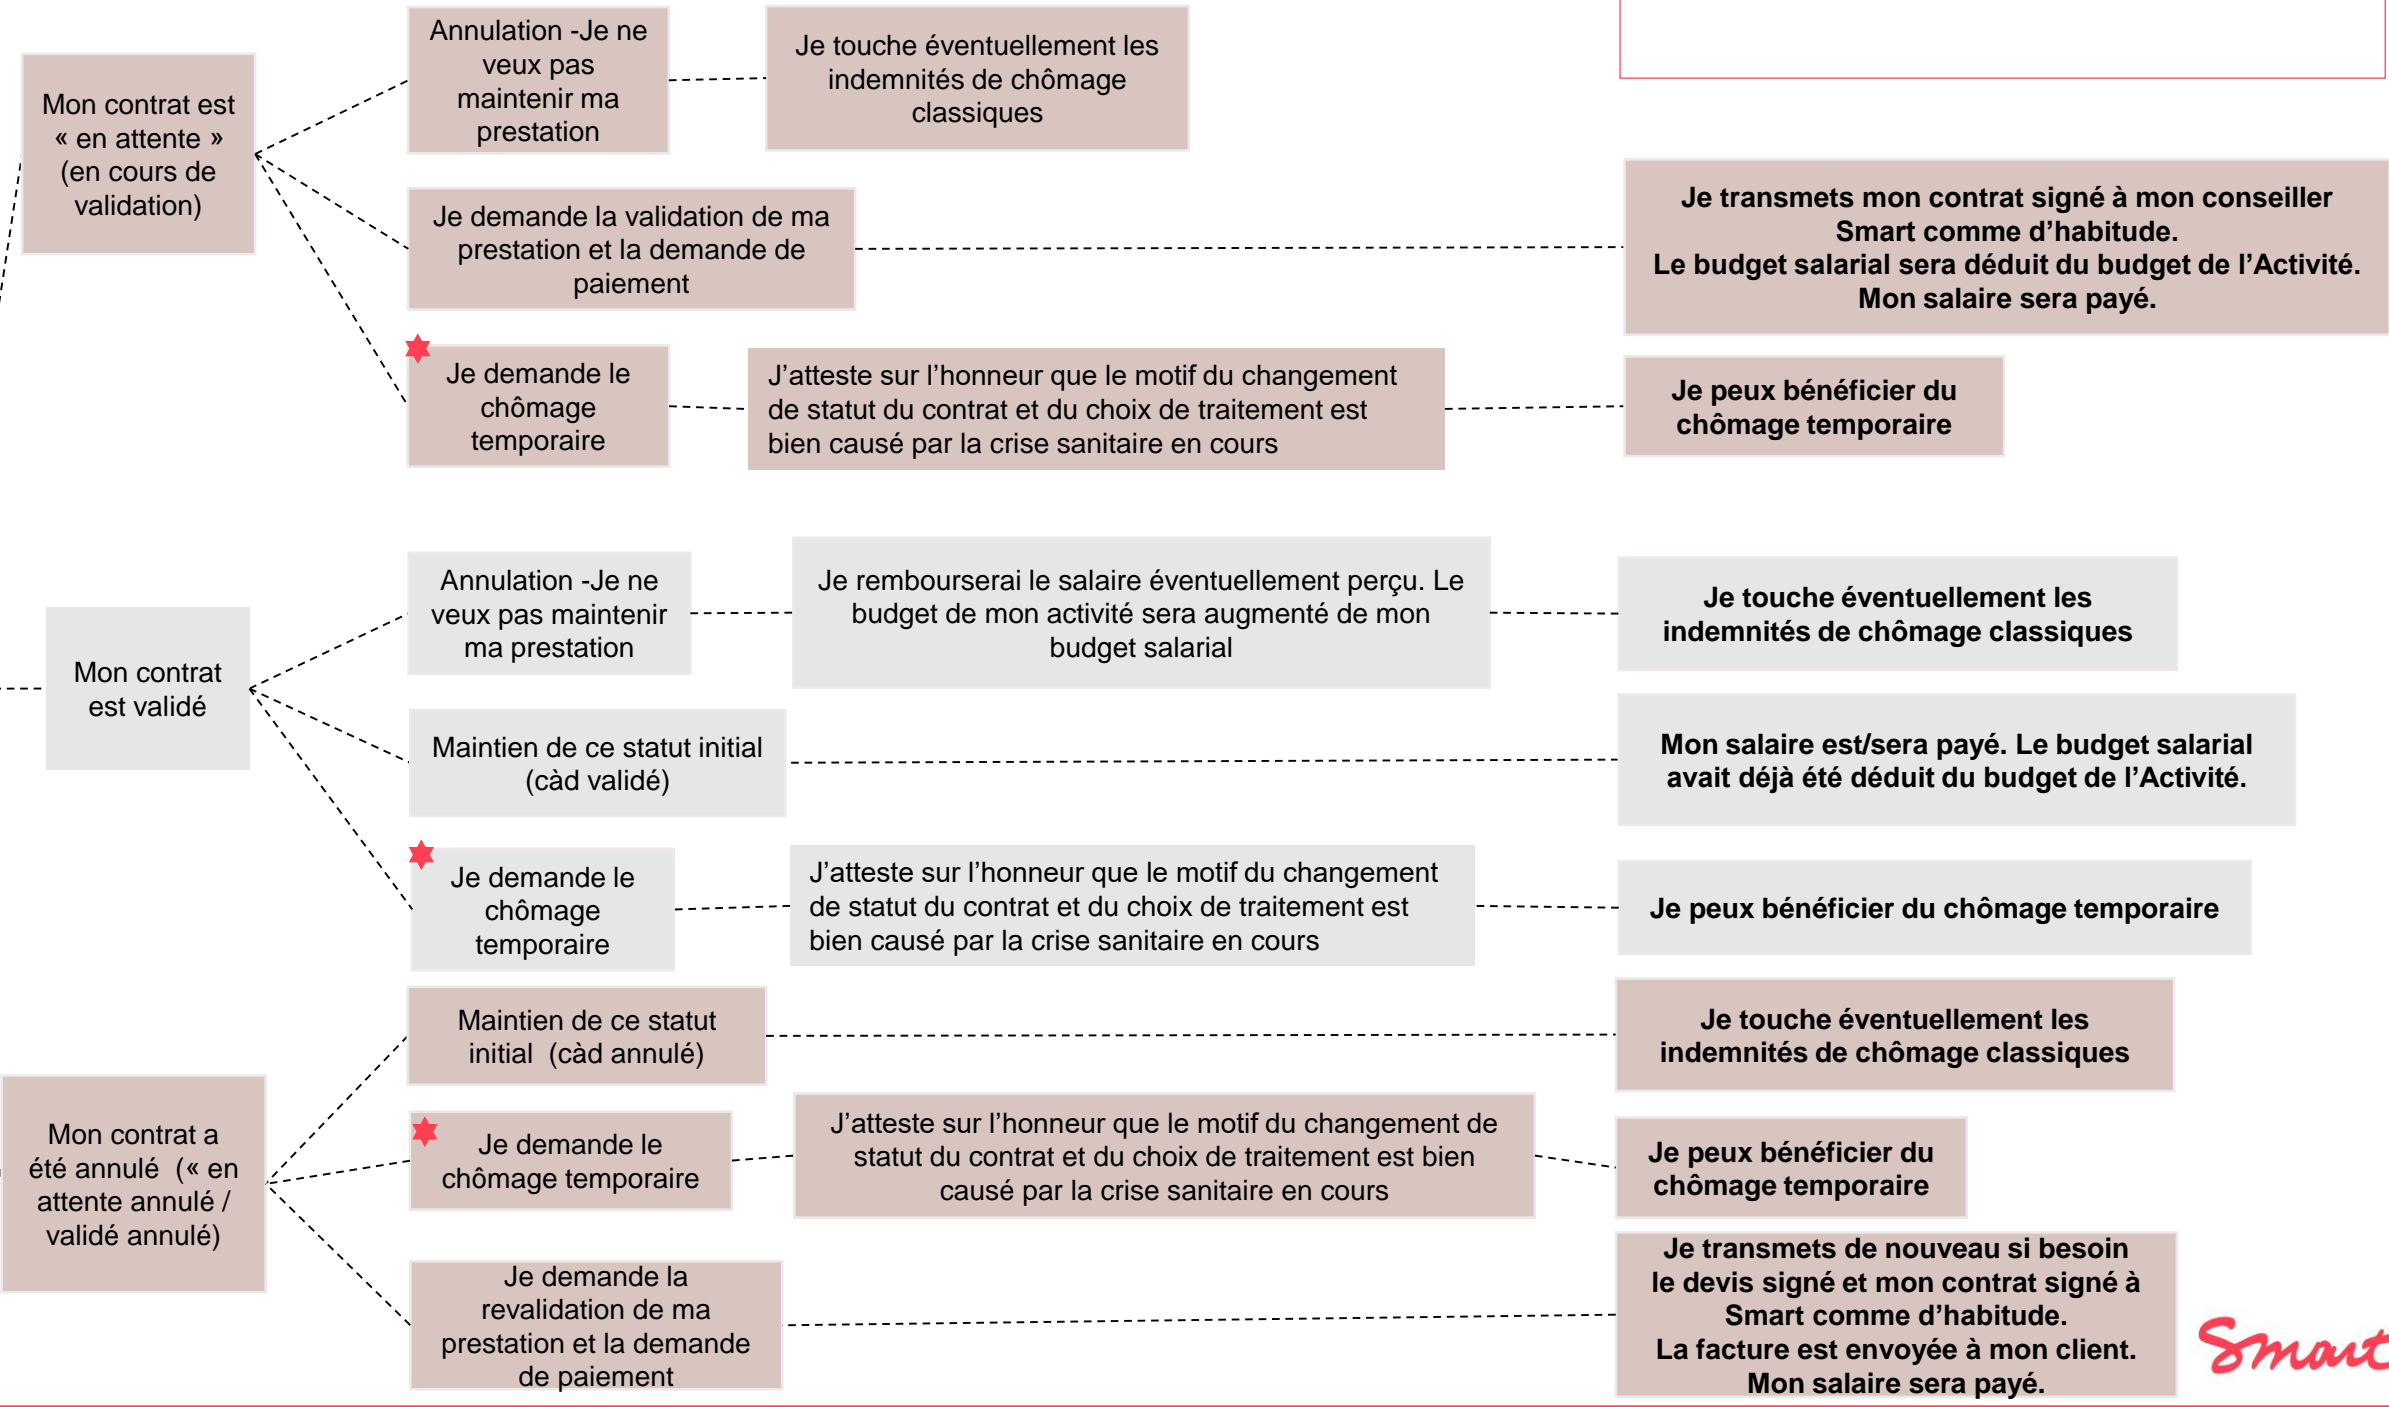 Mon contrat est
« en attente »
(en cours de
validation)
Annulation -Je ne
veux pas
maintenir ma
prestation
Je touche éventuellement les
indemnités de chômage
classiques
Je demande la validation de ma
prestation et la demande de
paiement
Je transmets mon contrat signé à mon conseiller
Smart comme d’habitude.
Le budget salarial sera déduit du budget de l’Activité.
Mon salaire sera payé.
Je demande le
chômage
temporaire
J’atteste sur l’honneur que le motif du changement
de statut du contrat et du choix de traitement est
bien causé par la crise sanitaire en cours
Je peux bénéficier du
chômage temporaire
Mon contrat
est validé
Annulation -Je ne
veux pas maintenir
ma prestation
Je rembourserai le salaire éventuellement perçu. Le
budget de mon activité sera augmenté de mon
budget salarial
Je touche éventuellement les
indemnités de chômage classiques
Maintien de ce statut initial
(càd validé)
Mon salaire est/sera payé. Le budget salarial
avait déjà été déduit du budget de l’Activité.
Je demande le
chômage
temporaire
J’atteste sur l’honneur que le motif du changement
de statut du contrat et du choix de traitement est
bien causé par la crise sanitaire en cours
Je peux bénéficier du chômage temporaire
Mon contrat a
été annulé (« en
attente annulé /
validé annulé)
Maintien de ce statut
initial (càd annulé)
Je touche éventuellement les
indemnités de chômage classiques
Je demande le
chômage temporaire
J’atteste sur l’honneur que le motif du changement de
statut du contrat et du choix de traitement est bien
causé par la crise sanitaire en cours
Je peux bénéficier du
chômage temporaire
Je demande la
revalidation de ma
prestation et la demande
de paiement
Je transmets de nouveau si besoin
le devis signé et mon contrat signé à
Smart comme d’habitude.
La facture est envoyée à mon client.
Mon salaire sera payé.
Smart